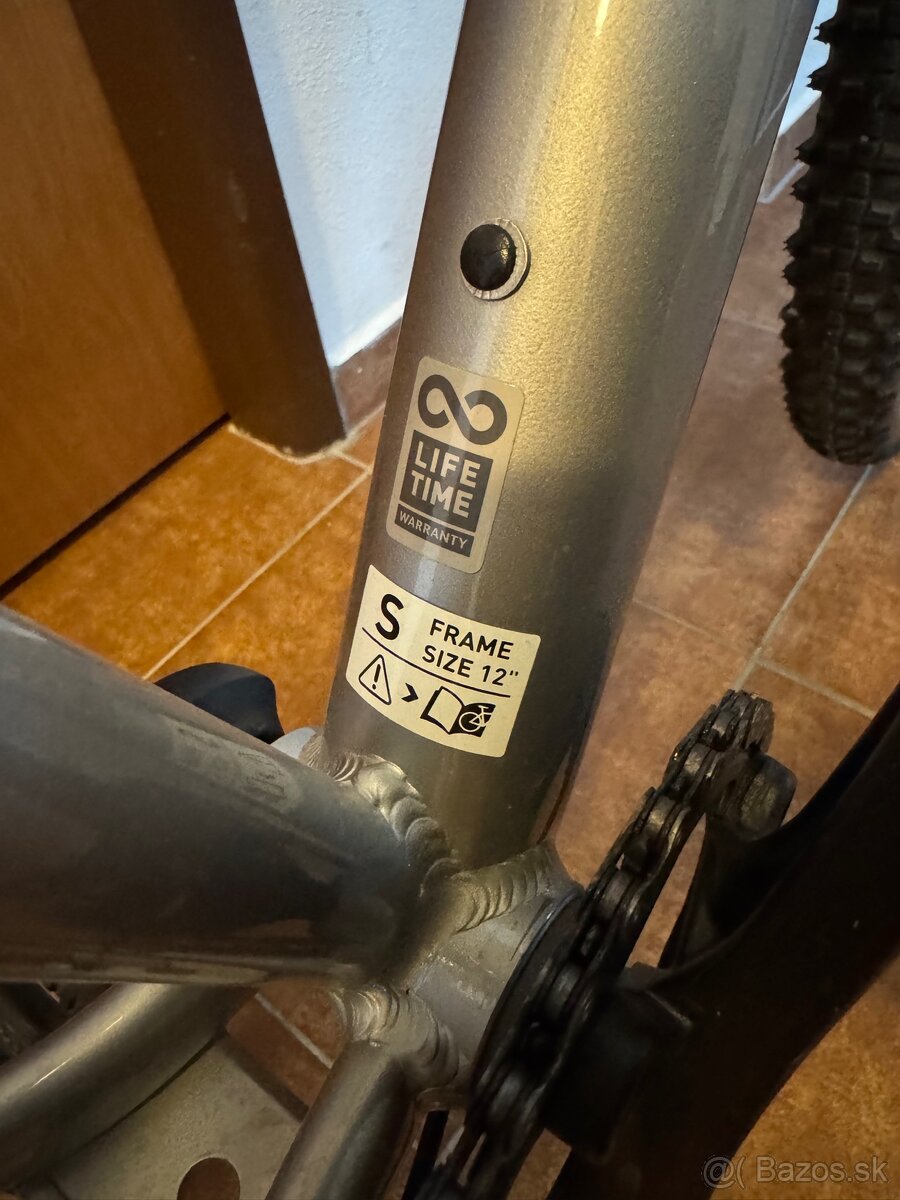 LIFE
TIME
WARRANTY
S FRAME
SIZE 12"
@( Bazos.sk